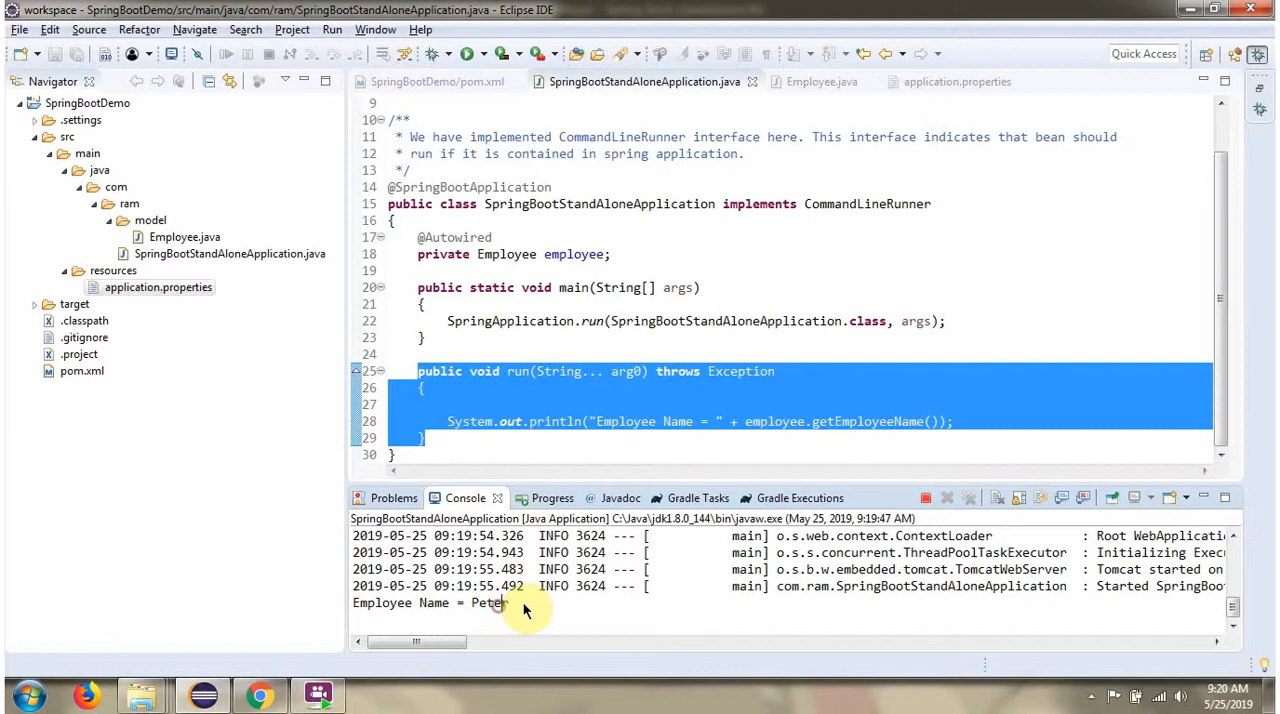 workspace - SpringBootDemo/src/main/java/com/ram/SpringBootStandAloneApplication.java - Eclipse IDE
File Edit Source Refactor Navigate Search Project Run Window Help
Quick Access
Navigator
SpringBootDemo/pom.xml SpringBootStandAloneApplication.java Employee.java application.properties
SpringBootDemo
.settings
src
main
java
com
ram
model
Employee.java
SpringBootStandAloneApplication.java
resources
application.properties
target
.classpath
.gitignore
.project
pom.xml
9
10 /**
11 * We have implemented CommandLineRunner interface here. This interface indicates that bean should
12 * run if it is contained in spring application.
13 */
14 @SpringBootApplication
15 public class SpringBootStandAloneApplication implements CommandLineRunner
16 {
17 @Autowired
18 private Employee employee;
19
20 public static void main(String[] args)
21 {
22 SpringApplication.run(SpringBootStandAloneApplication.class, args);
23 }
24
25 public void run(String... arg0) throws Exception
26 {
27
28 System.out.println("Employee Name = " + employee.getEmployeeName());
29 }
30 }
Problems Console Progress Javadoc Gradle Tasks Gradle Executions
SpringBootStandAloneApplication [Java Application] C:\Java\jdk1.8.0_144\bin\javaw.exe (May 25, 2019, 9:19:47 AM)
2019-05-25 09:19:54.326 INFO 3624 --- [ main] o.s.web.context.ContextLoader : Root WebApplicati
2019-05-25 09:19:54.943 INFO 3624 --- [ main] o.s.s.concurrent.ThreadPoolTaskExecutor : Initializing Exec
2019-05-25 09:19:55.483 INFO 3624 --- [ main] o.s.b.w.embedded.tomcat.TomcatWebServer : Tomcat started on
2019-05-25 09:19:55.492 INFO 3624 --- [ main] com.ram.SpringBootStandAloneApplication : Started SpringBoo
Employee Name = Peter
9:20 AM
5/25/2019